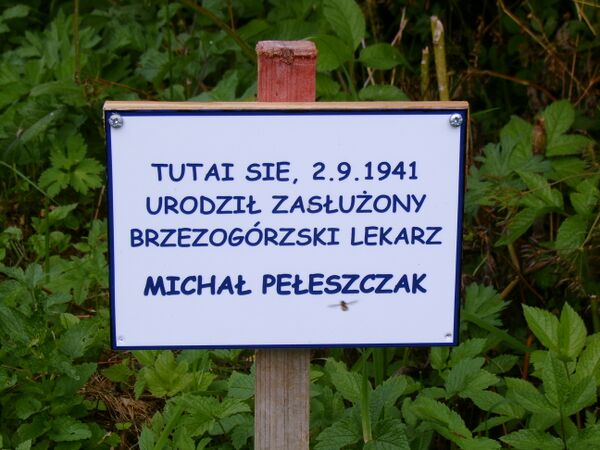 TUTAI SIE, 2.9.1941
URODZIŁ ZASŁUŻONY
BRZEZOGÓRZSKI LEKARZ
MICHAŁ PEŁESZCZAK